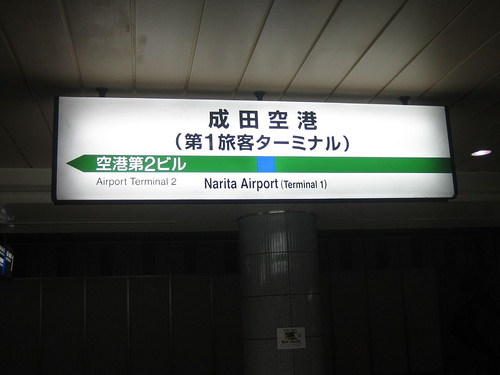 成田空港
(第1旅客ターミナル)
空港第2ビル
Airport Terminal 2
Narita Airport (Terminal 1)